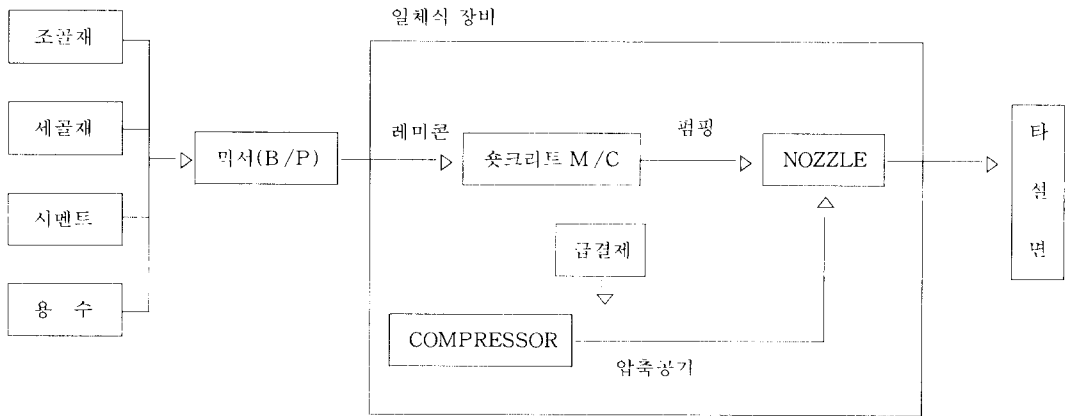 일체식 장비
조골재
세골재
시멘트
용 수
믹서(B/P)
레미콘
숏크리트 M/C
펌핑
NOZZLE
급결제
COMPRESSOR
압축공기
타
설
면